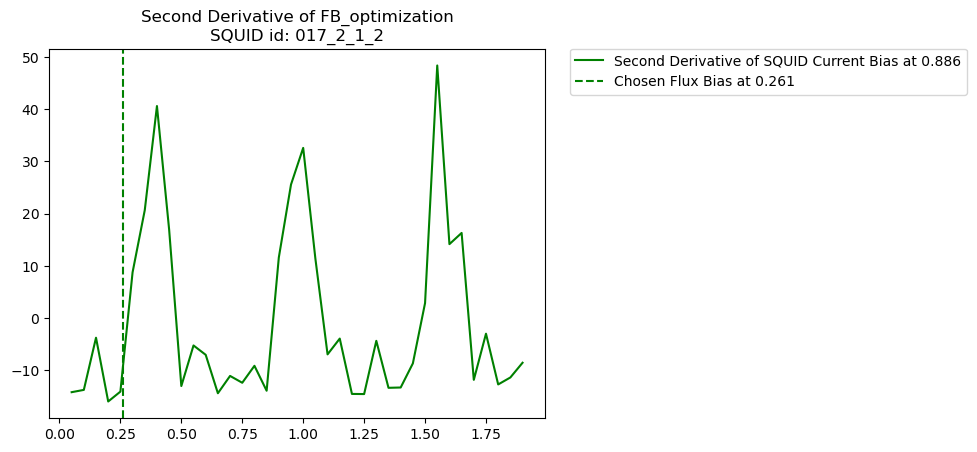 Second Derivative of FB_optimization
SQUID id: 017_2_1_2
50
40
30
20
10
0
−10
0.00 0.25 0.50 0.75 1.00 1.25 1.50 1.75
Second Derivative of SQUID Current Bias at 0.886
Chosen Flux Bias at 0.261